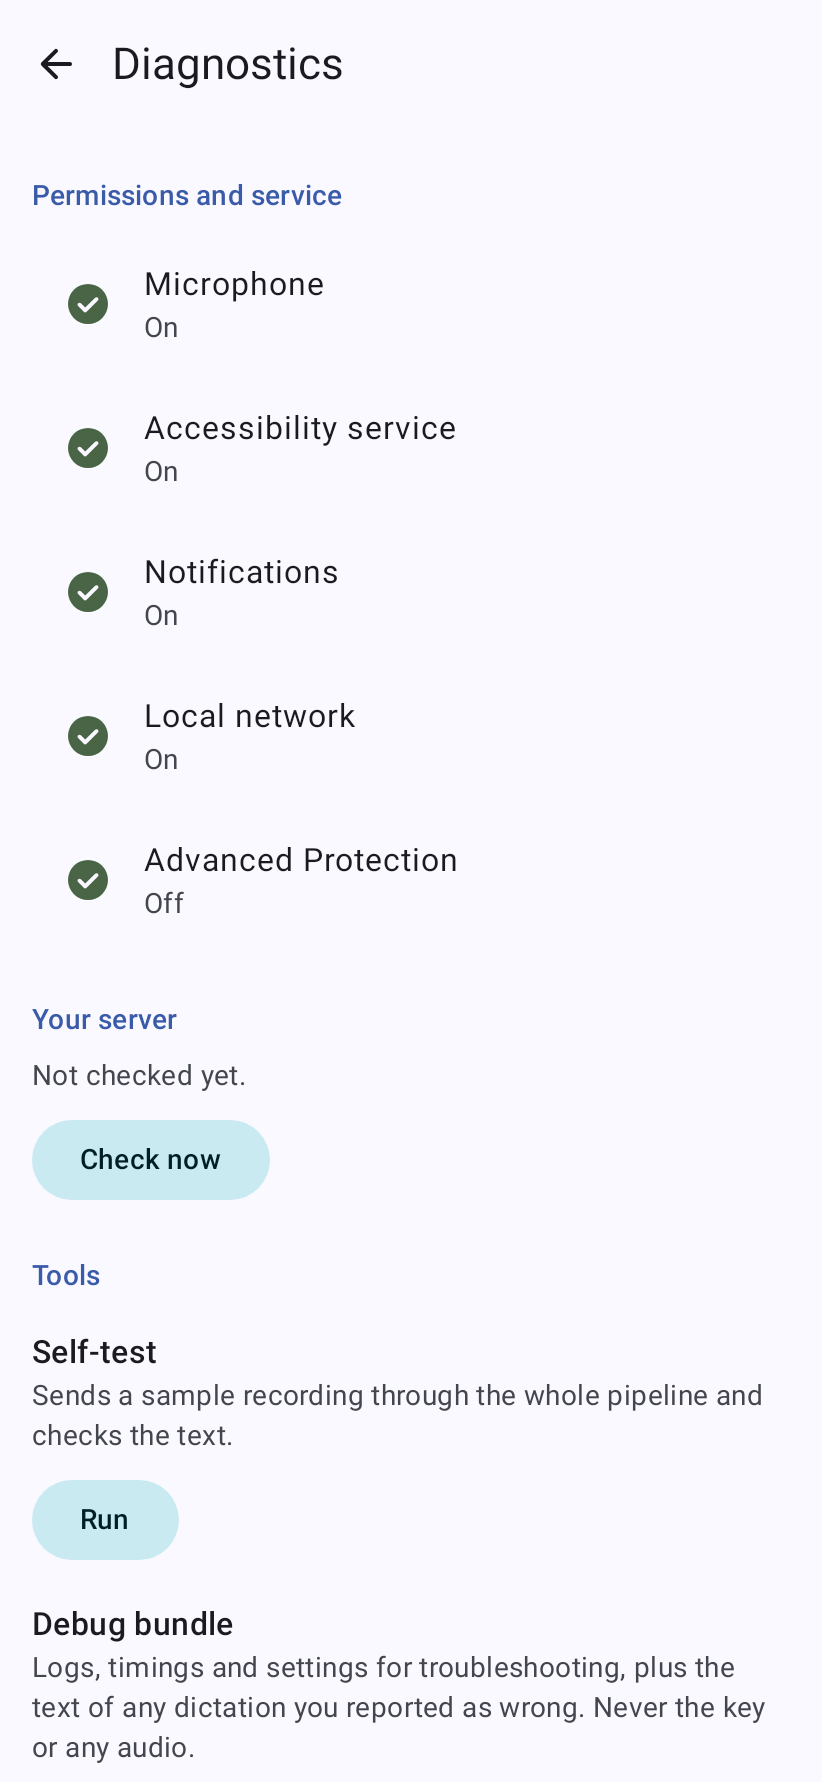 Diagnostics
Permissions and service
Microphone
On
Accessibility service
On
Notifications
On
Local network
On
Advanced Protection
Off
Your server
Not checked yet.
Check now
Tools
Self-test
Sends a sample recording through the whole pipeline and
checks the text.
Run
Debug bundle
Logs, timings and settings for troubleshooting, plus the
text of any dictation you reported as wrong. Never the key
or any audio.